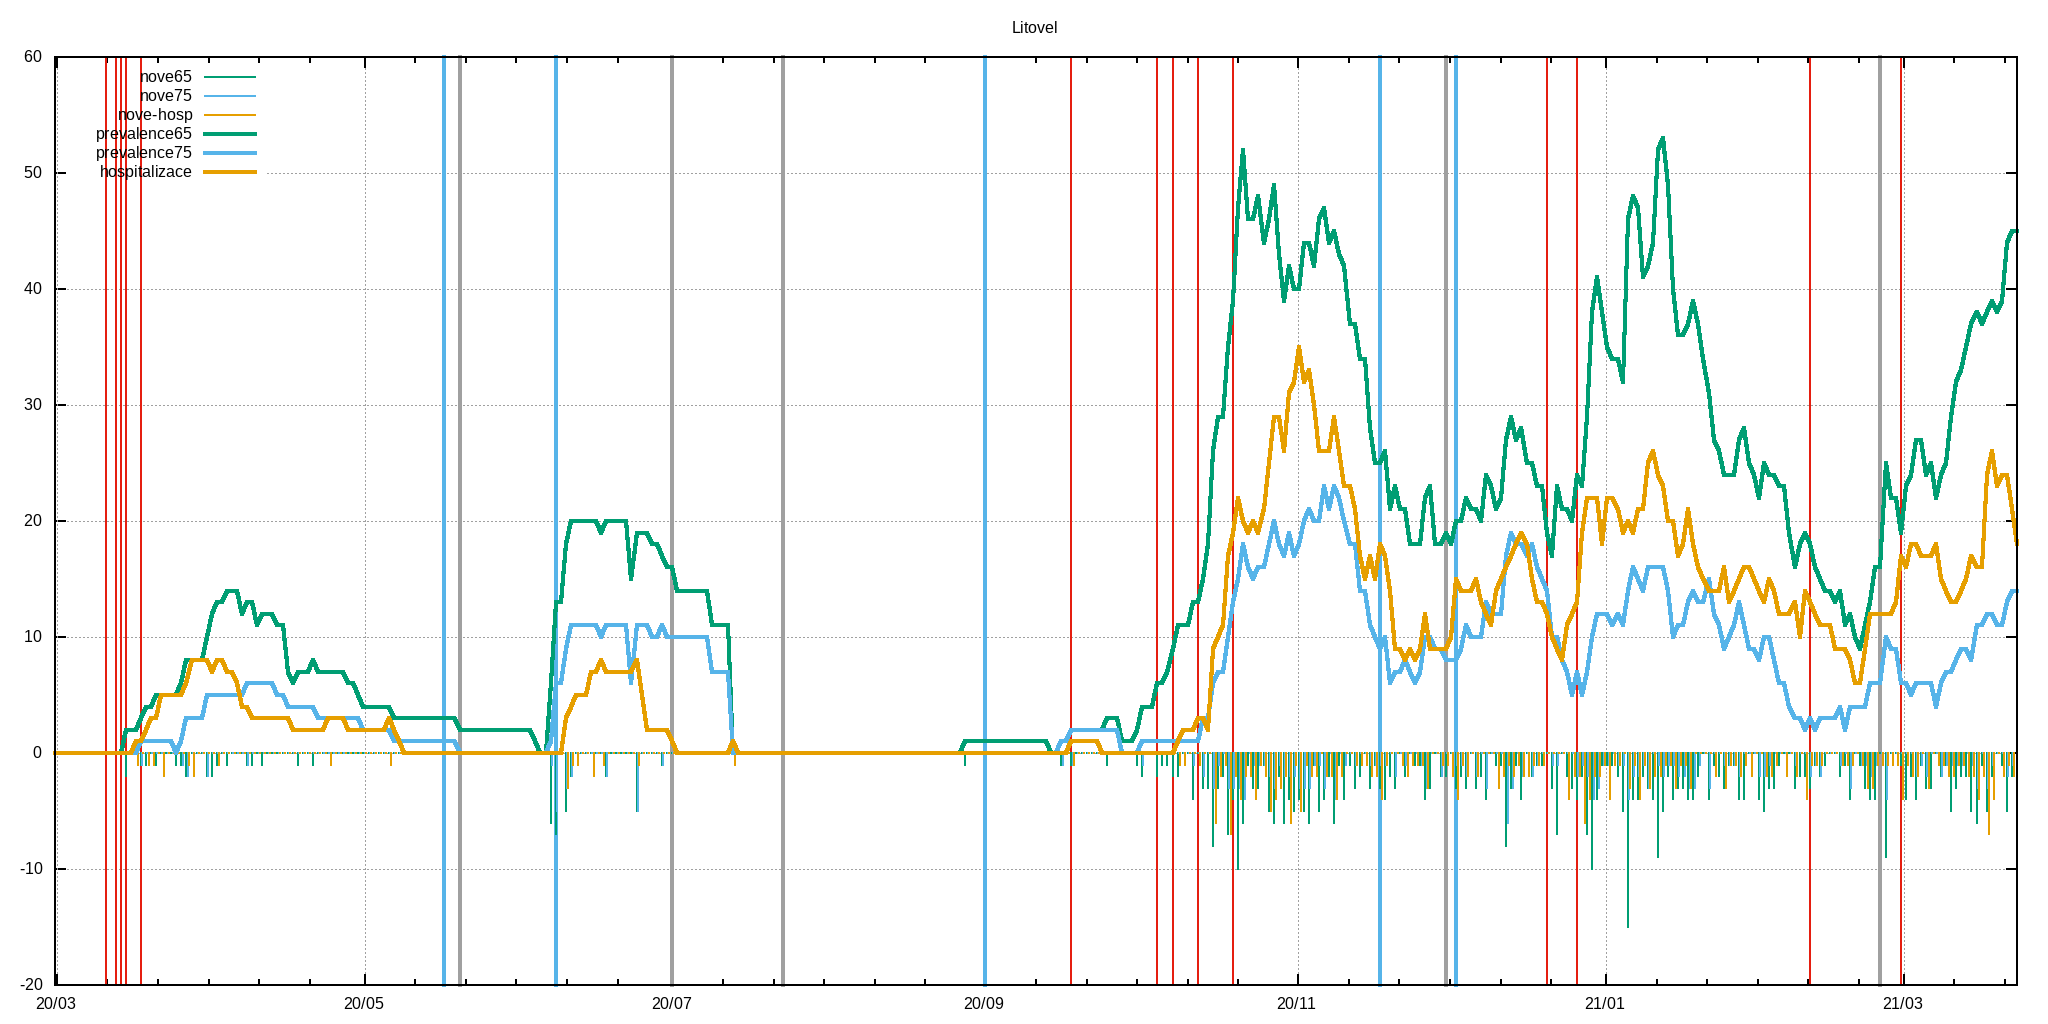 Litovel
60
50
40
30
20
10
0
-10
-20
nove65
nove75
nove-hosp
prevalence65
prevalence75
hospitalizace
20/03 20/05 20/07 20/09 20/11 21/01 21/03